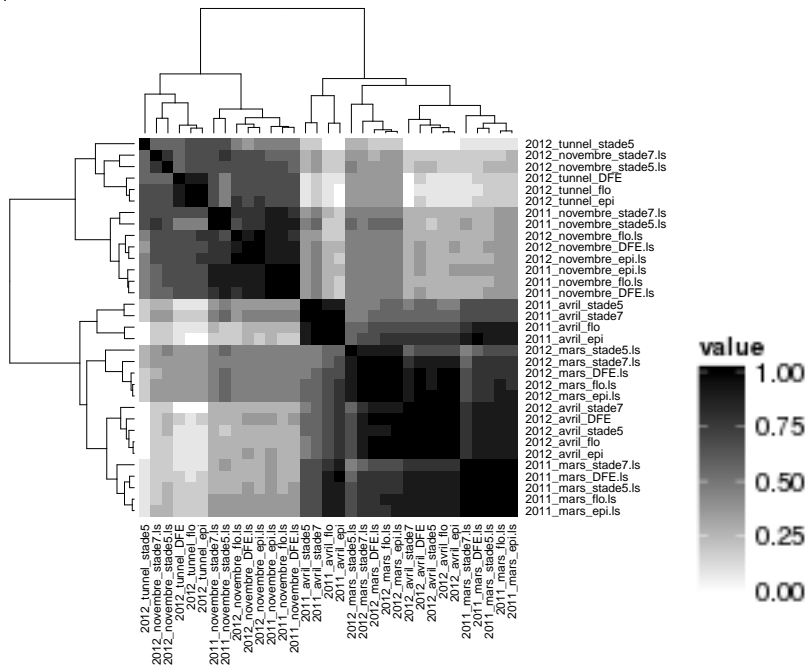 2012_tunnel_stade5
2012_novembre_stade7.ls
2012_novembre_stade5.ls
2012_tunnel_DFE
2012_tunnel_flo
2012_tunnel_epi
2011_novembre_stade7.ls
2011_novembre_stade5.ls
2012_novembre_flo.ls
2012_novembre_DFE.ls
2012_novembre_epi.ls
2011_novembre_epi.ls
2011_novembre_flo.ls
2011_novembre_DFE.ls
2011_avril_stade5
2011_avril_stade7
2011_avril_flo
2011_avril_epi
2012_mars_stade5.ls
2012_mars_stade7.ls
2012_mars_DFE.ls
2012_mars_flo.ls
2012_mars_epi.ls
2012_avril_stade7
2012_avril_DFE
2012_avril_stade5
2012_avril_flo
2012_avril_epi
2011_mars_stade7.ls
2011_mars_DFE.ls
2011_mars_stade5.ls
2011_mars_flo.ls
2011_mars_epi.ls
value
1.00
0.75
0.50
0.25
0.00
2012_tunnel_stade5
2012_novembre_stade7.ls
2012_novembre_stade5.ls
2012_tunnel_DFE
2012_tunnel_flo
2012_tunnel_epi
2011_novembre_stade7.ls
2011_novembre_stade5.ls
2012_novembre_flo.ls
2012_novembre_DFE.ls
2012_novembre_epi.ls
2011_novembre_epi.ls
2011_novembre_flo.ls
2011_novembre_DFE.ls
2011_avril_stade5
2011_avril_stade7
2011_avril_flo
2011_avril_epi
2012_mars_stade5.ls
2012_mars_stade7.ls
2012_mars_DFE.ls
2012_mars_flo.ls
2012_mars_epi.ls
2012_avril_stade7
2012_avril_DFE
2012_avril_stade5
2012_avril_flo
2012_avril_epi
2011_mars_stade7.ls
2011_mars_DFE.ls
2011_mars_stade5.ls
2011_mars_flo.ls
2011_mars_epi.ls